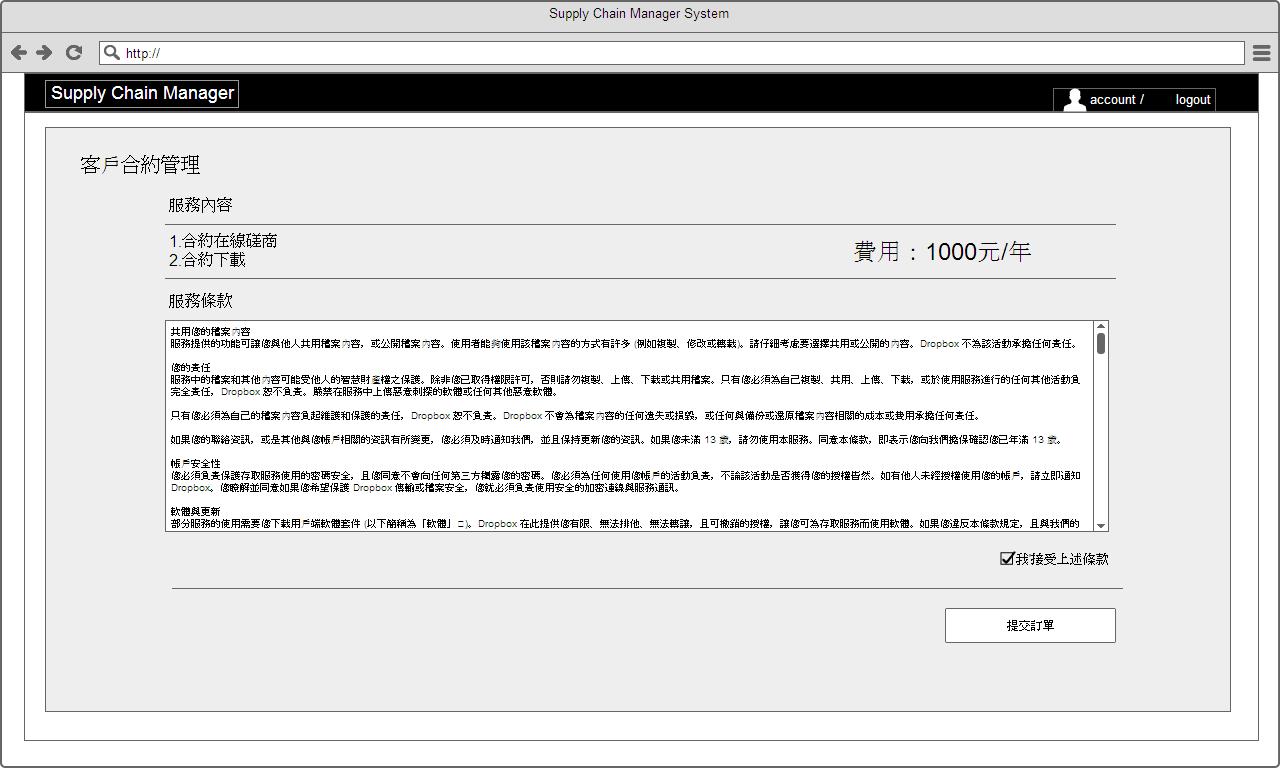 Supply Chain Manager System
http://
Supply Chain Manager
account /
logout
客戶合約管理
服務內容
1.合約在線磋商
2.合約下載
費用：1000元/年
服務條款
共用您的檔案內容
服務提供的功能可讓您與他人共用檔案內容，或公開檔案內容。使用者能夠使用該檔案內容的方式有許多 (例如複製、修改或轉載)。請仔細考慮要選擇共用或公開的內容。Dropbox 不為該活動承擔任何責任。
您的責任
服務中的檔案和其他內容可能受他人的智慧財產權之保護。除非您已取得權限許可，否則請勿複製、上傳、下載或共用檔案。只有您必須為自己複製、共用、上傳、下載，或於使用服務進行的任何其他活動負
完全責任，Dropbox 恕不負責。嚴禁在服務中上傳惡意刺探的軟體或任何其他惡意軟體。
只有您必須為自己的檔案內容負起維護和保護的責任，Dropbox 恕不負責。Dropbox 不會為檔案內容的任何遺失或損毀，或任何與備份或還原檔案內容相關的成本或費用承擔任何責任。
如果您的聯絡資訊，或是其他與您帳戶相關的資訊有所變更，您必須及時通知我們，並且保持更新您的資訊。如果您未滿 13 歲，請勿使用本服務。同意本條款，即表示您向我們擔保確認您已年滿 13 歲。
帳戶安全性
您必須負責保護存取服務使用的密碼安全，且您同意不會向任何第三方揭露您的密碼。您必須為任何使用您帳戶的活動負責，不論該活動是否獲得您的授權皆然。如有他人未經授權使用您的帳戶，請立即通知
Dropbox。您瞭解並同意如果您希望保護 Dropbox 傳輸或檔案安全，您就必須負責使用安全的加密連線與服務通訊。
軟體與更新
部分服務的使用需要您下載用戶端軟體套件 (以下簡稱為「軟體」□)。Dropbox 在此提供您有限、無法排他、無法轉讓，且可撤銷的授權，讓您可為存取服務而使用軟體。如果您違反本條款規定，且與我們的
我接受上述條款
提交訂單